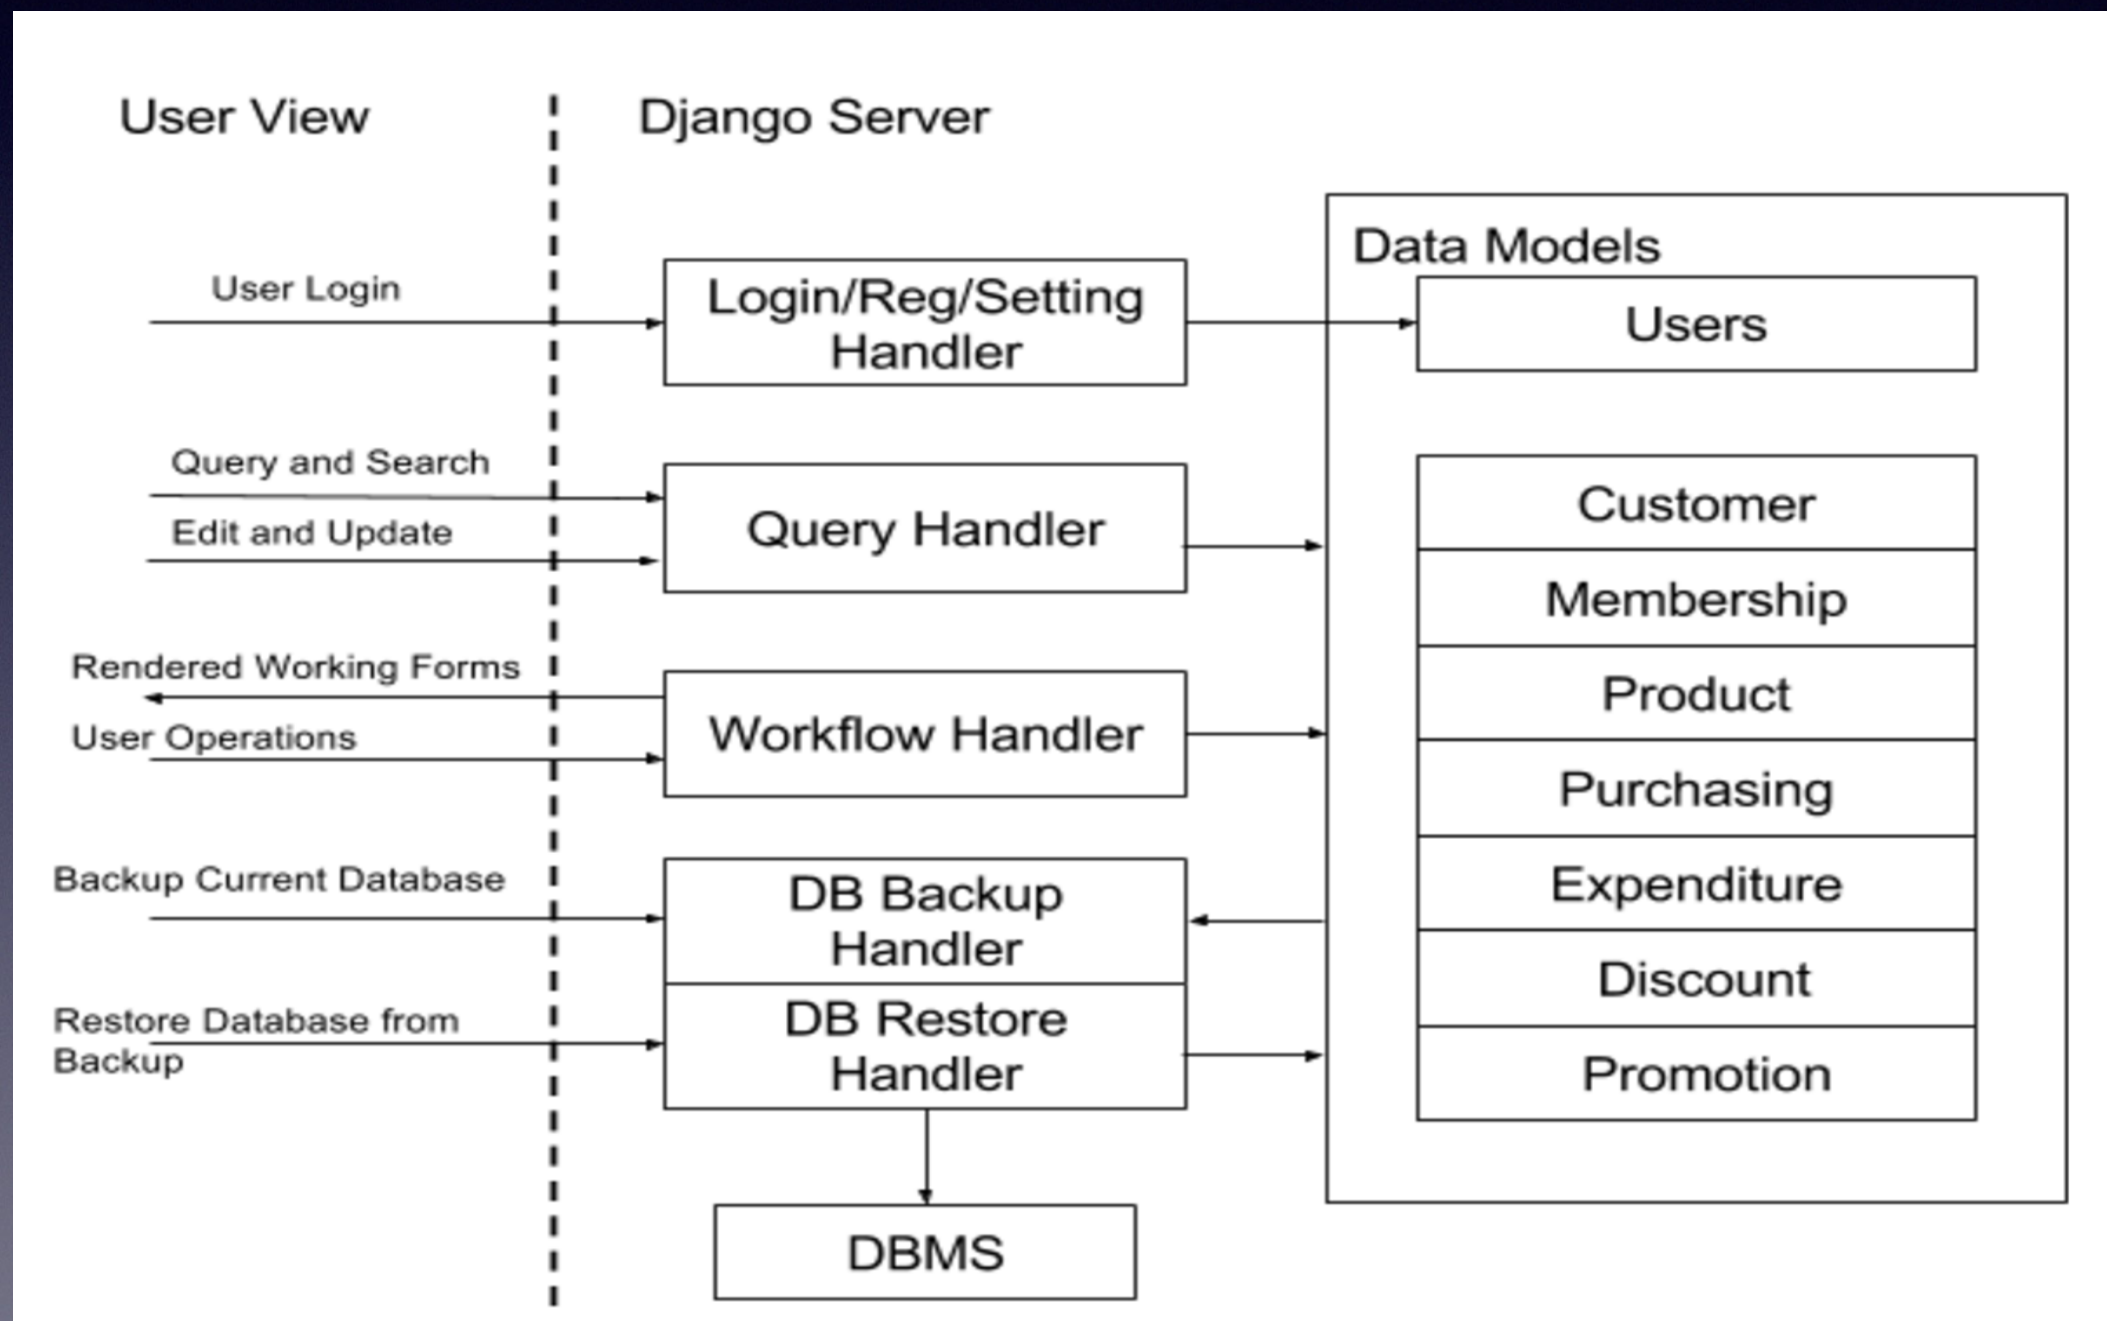 User View
Django Server
Data Models
User Login
Login/Reg/Setting
Handler
Users
Query and Search
Edit and Update
Query Handler
Customer
Membership
Rendered Working Forms
User Operations
Workflow Handler
Product
Purchasing
Backup Current Database
DB Backup
Handler
Expenditure
Discount
Restore Database from
Backup
DB Restore
Handler
Promotion
DBMS